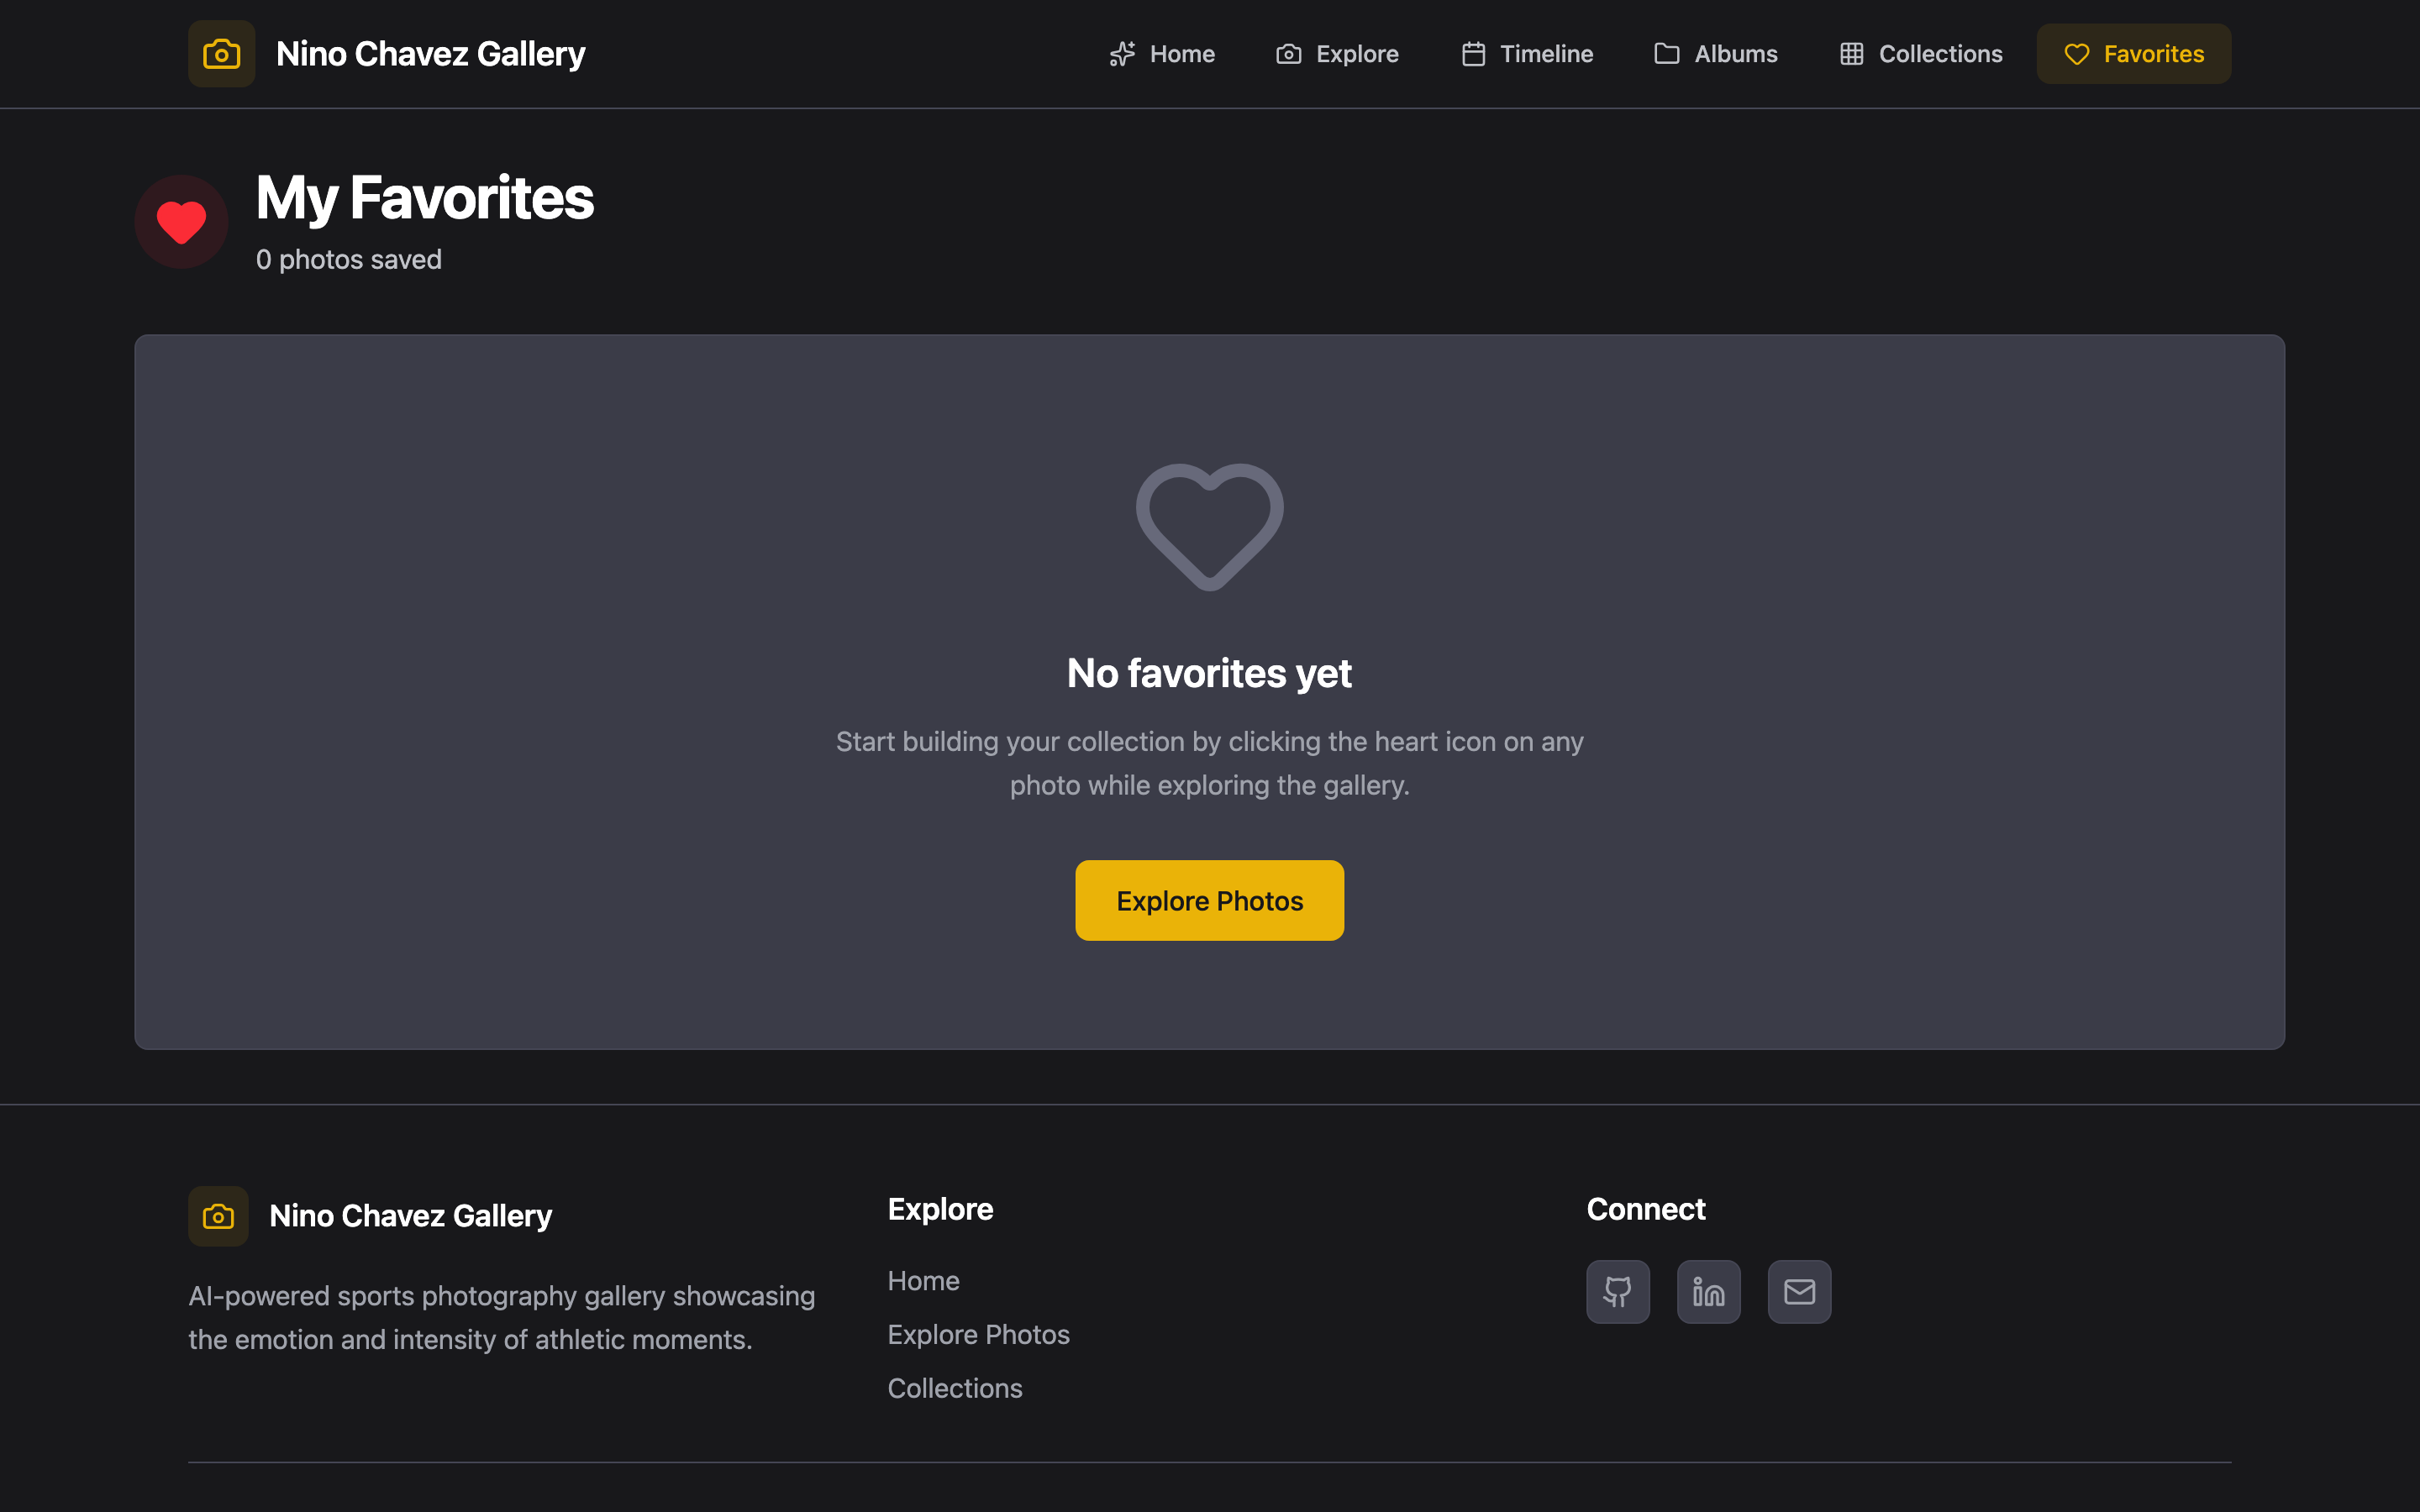 Nino Chavez Gallery
Home
Explore
Timeline
Albums
Collections
Favorites
My Favorites
0 photos saved
No favorites yet
Start building your collection by clicking the heart icon on any
photo while exploring the gallery.
Explore Photos
Nino Chavez Gallery
AI-powered sports photography gallery showcasing
the emotion and intensity of athletic moments.
Explore
Home
Explore Photos
Collections
Connect